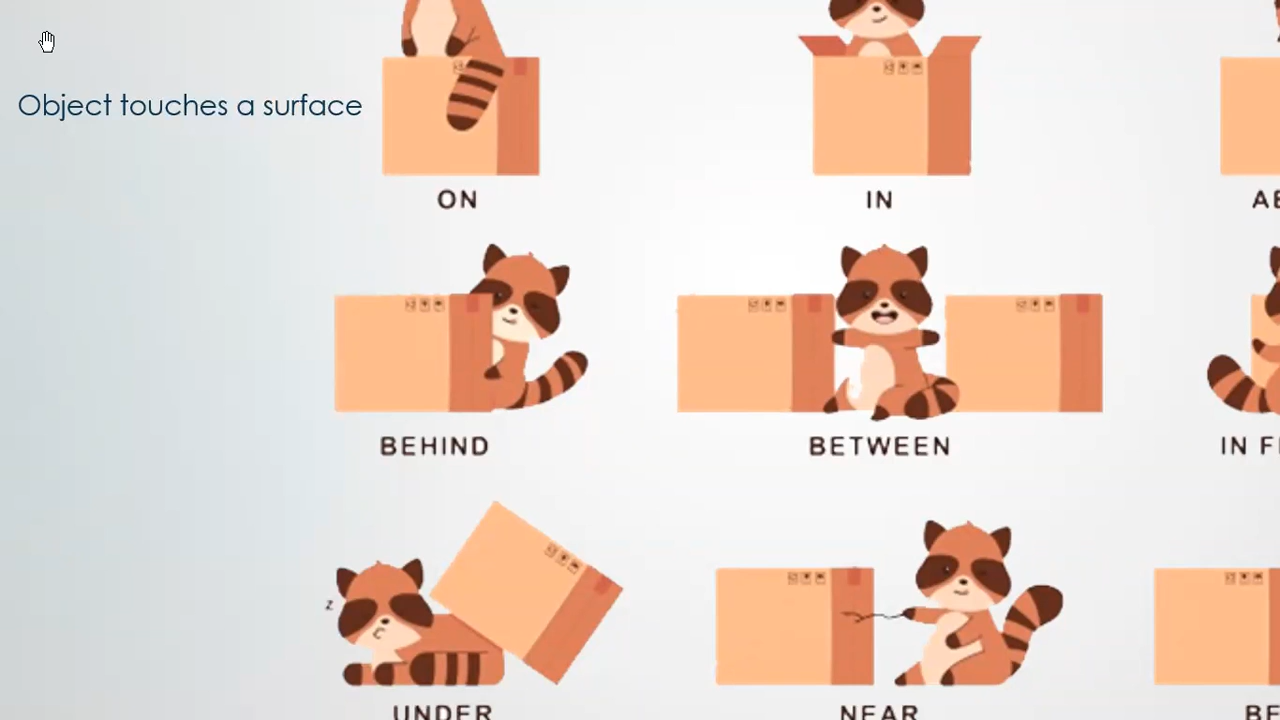 Object touches a surface
ON
IN
BEHIND
BETWEEN
z
UNDER
NEAR